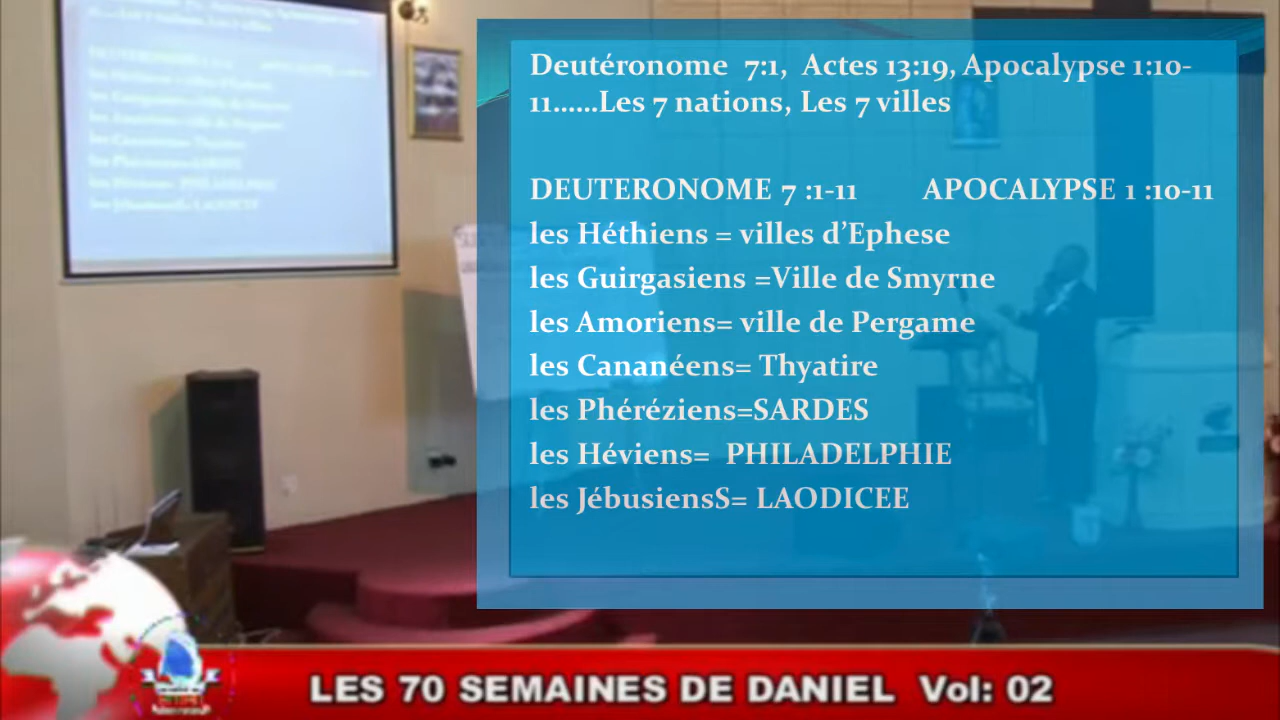 Deutéronome 7:1, Actes 13:19, Apocalypse 1:10-
11......Les 7 nations, Les 7 villes
DEUTERONOME 7 :1-11 APOCALYPSE 1 :10-11
les Héthiens = villes d’Ephese
les Guirgasiens =Ville de Smyrne
les Amoriens= ville de Pergame
les Cananéens= Thyatire
les Phéréziens=SARDES
les Héviens= PHILADELPHIE
les JébusiensS= LAODICEE
LES 70 SEMAINES DE DANIEL Vol: 02